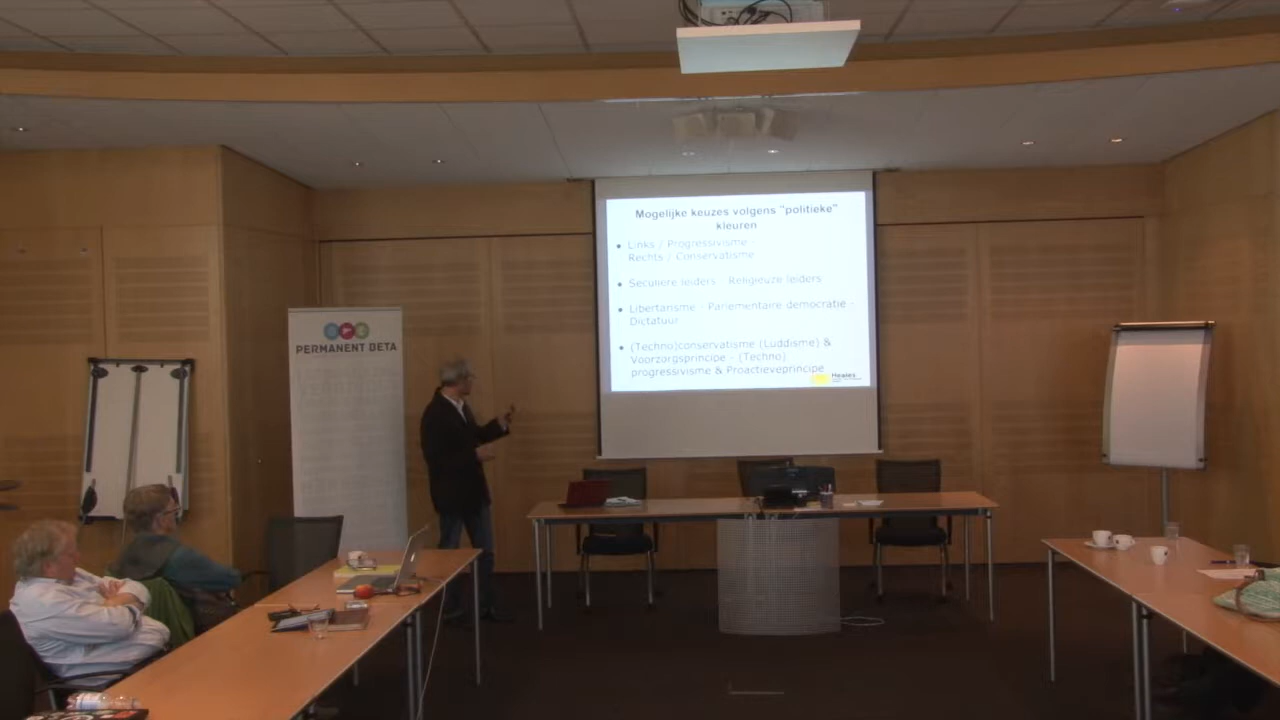 Mogelijke keuzes volgens "politieke"
kleuren
• Links / Progressivisme
Rechts / Conservatisme
• Seculiere leiders - Religieuze leiders
• Libertarisme - Parlementaire democratie -
Dictatuur
• (Techno)conservatisme (Luddisme) &
Voorzorgsprincipe - (Techno)
progressivisme & Proactieveprincipe
Heales
PERMANENT BETA